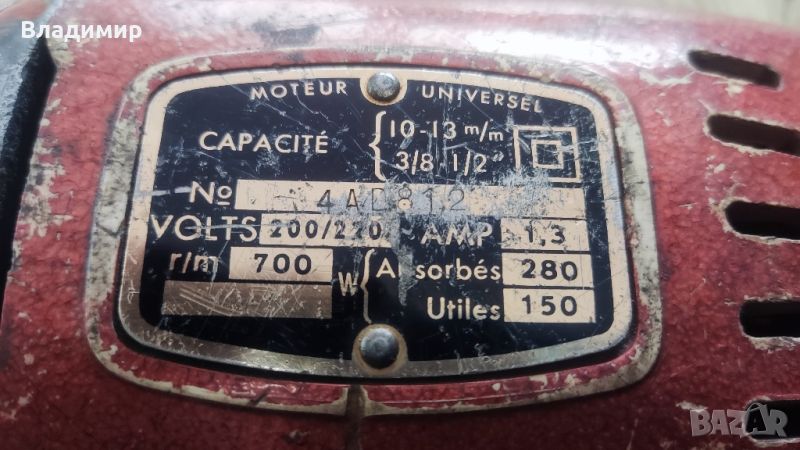 Владимир
MOTEUR UNIVERSEL
CAPACITÉ 10-13 m/m
3/8 1/2"
No 4AD812
VOLTS 200/220 AMP 1,3
r/m 700 W Absorbés 280
Utiles 150
BAZAR